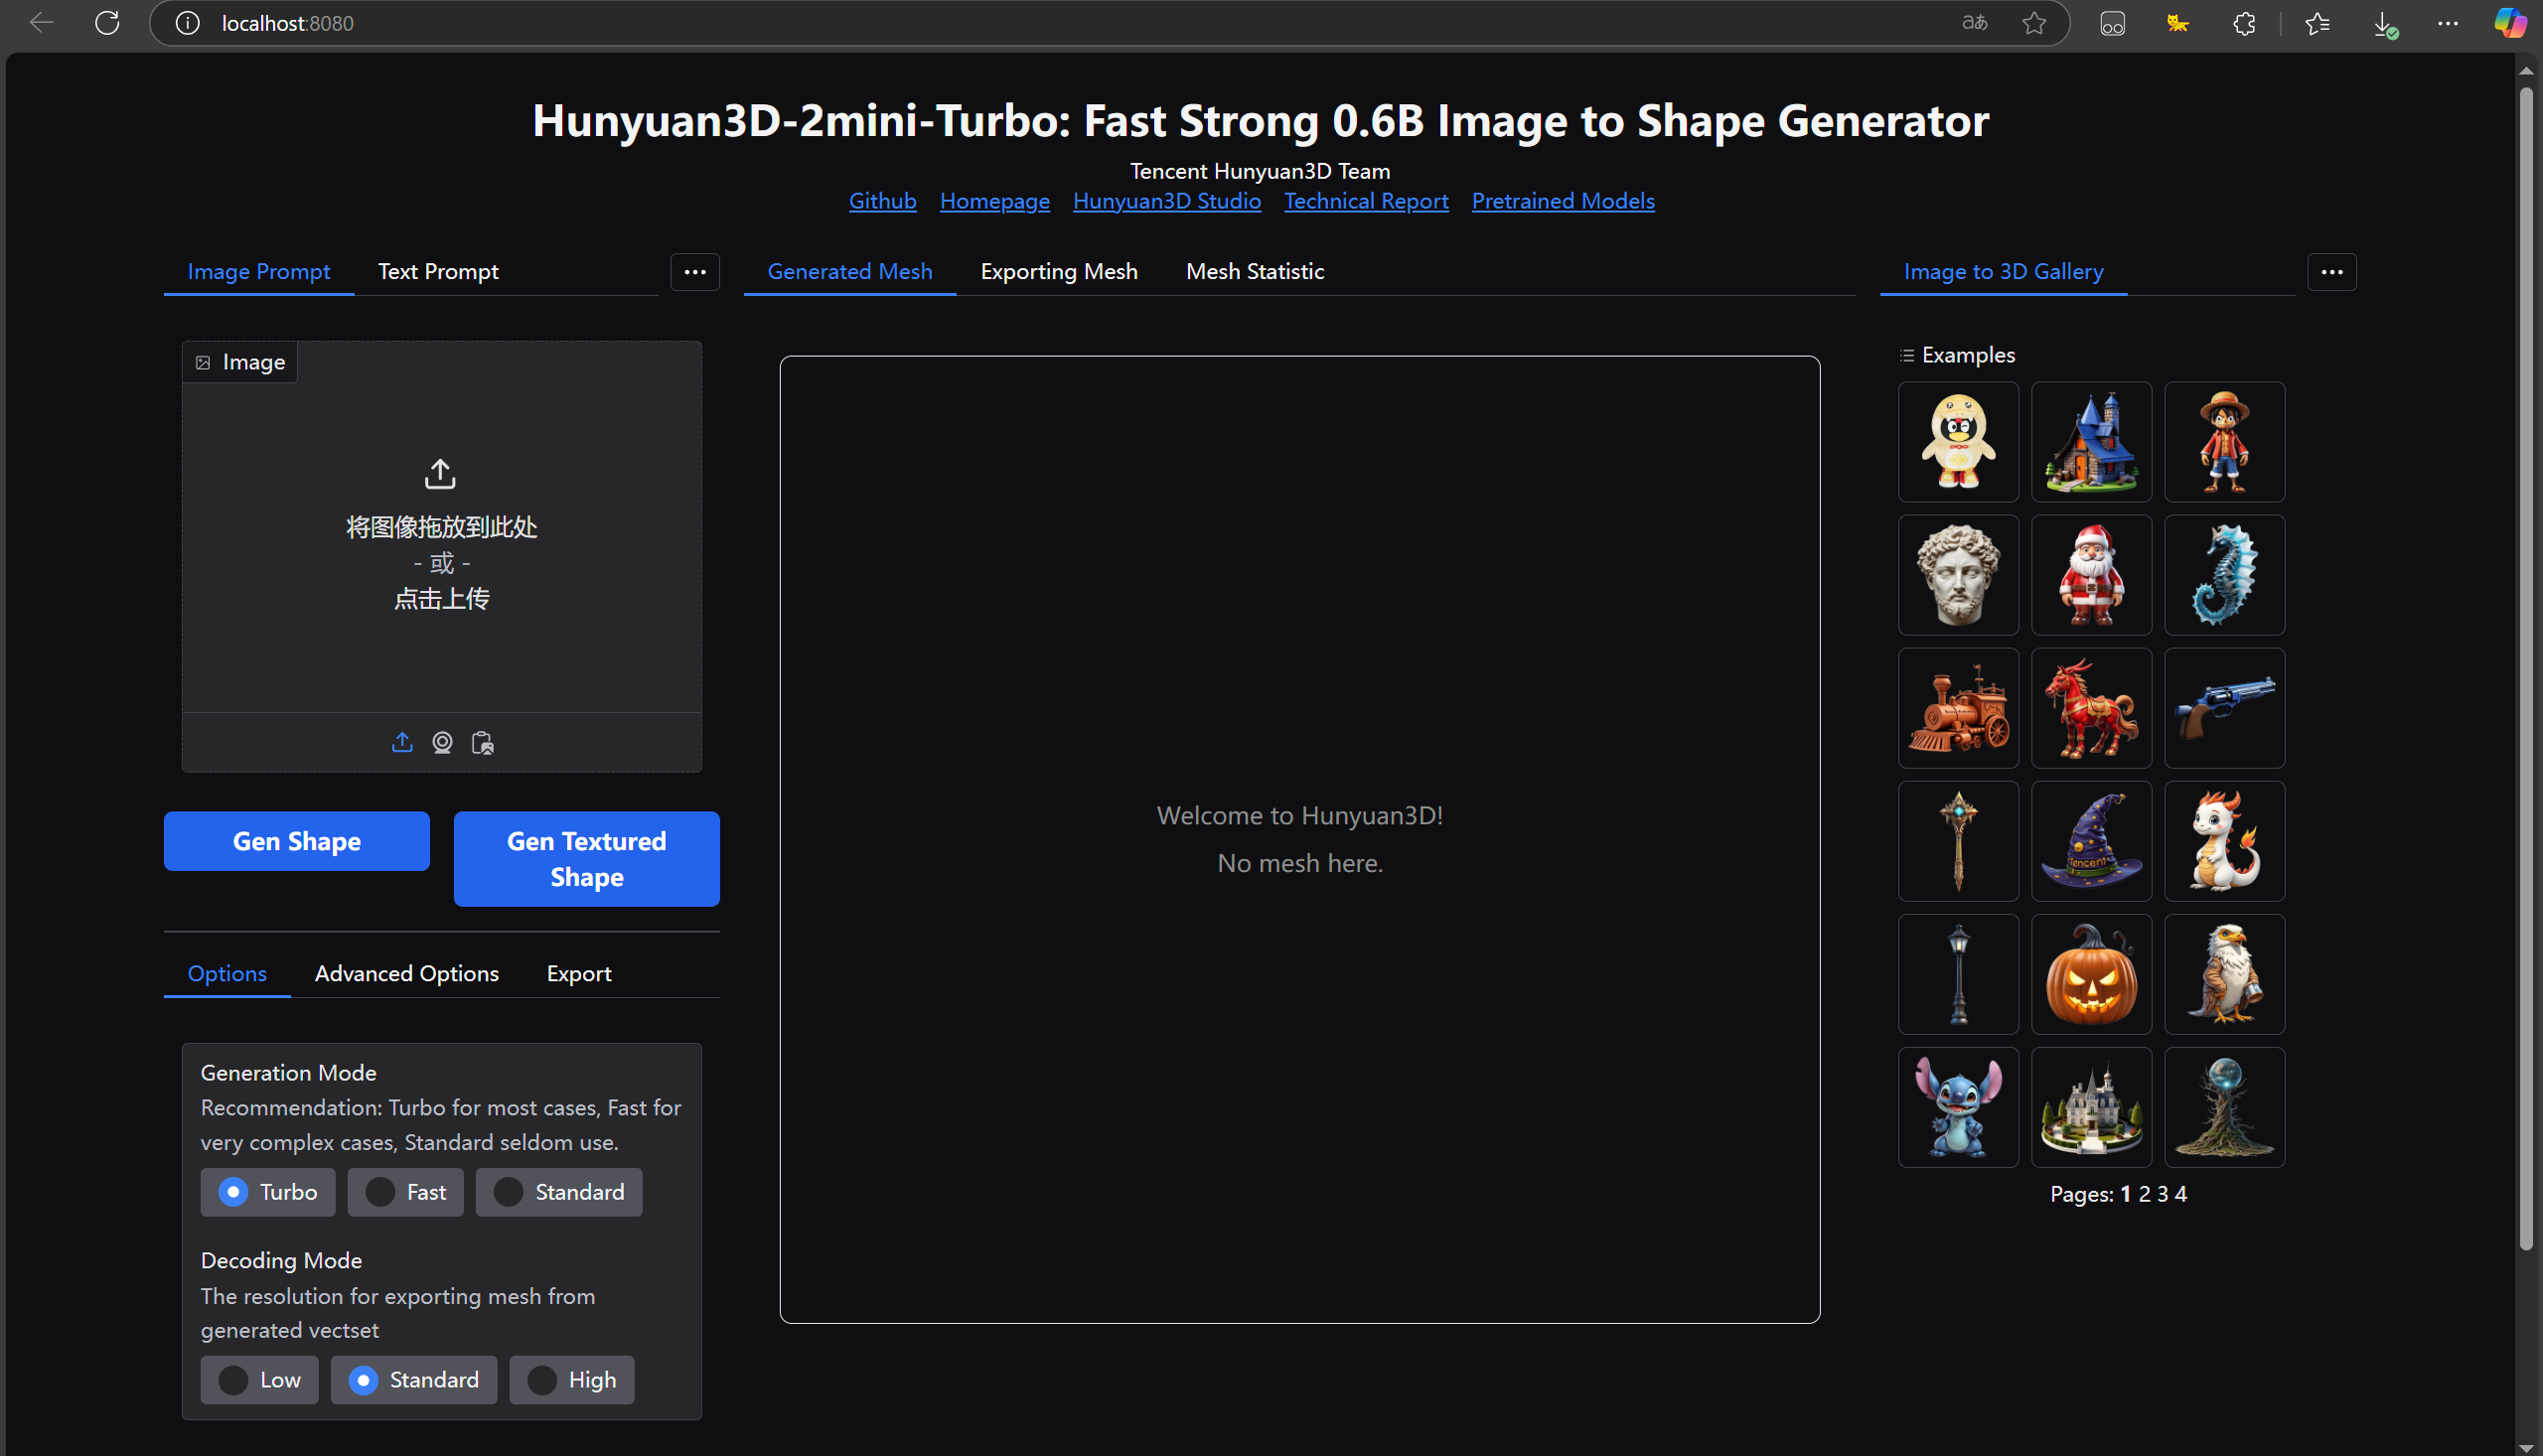 localhost:8080
aあ
Hunyuan3D-2mini-Turbo: Fast Strong 0.6B Image to Shape Generator
Tencent Hunyuan3D Team
Github Homepage Hunyuan3D Studio Technical Report Pretrained Models
Image Prompt Text Prompt
Image
将图像拖放到此处
- 或 -
点击上传
Gen Shape
Gen Textured
Shape
Options Advanced Options Export
Generation Mode
Recommendation: Turbo for most cases, Fast for
very complex cases, Standard seldom use.
Turbo Fast Standard
Decoding Mode
The resolution for exporting mesh from
generated vectset
Low Standard High
Generated Mesh Exporting Mesh Mesh Statistic
Welcome to Hunyuan3D!
No mesh here.
Image to 3D Gallery
Examples
Tencent
Pages: 1 2 3 4